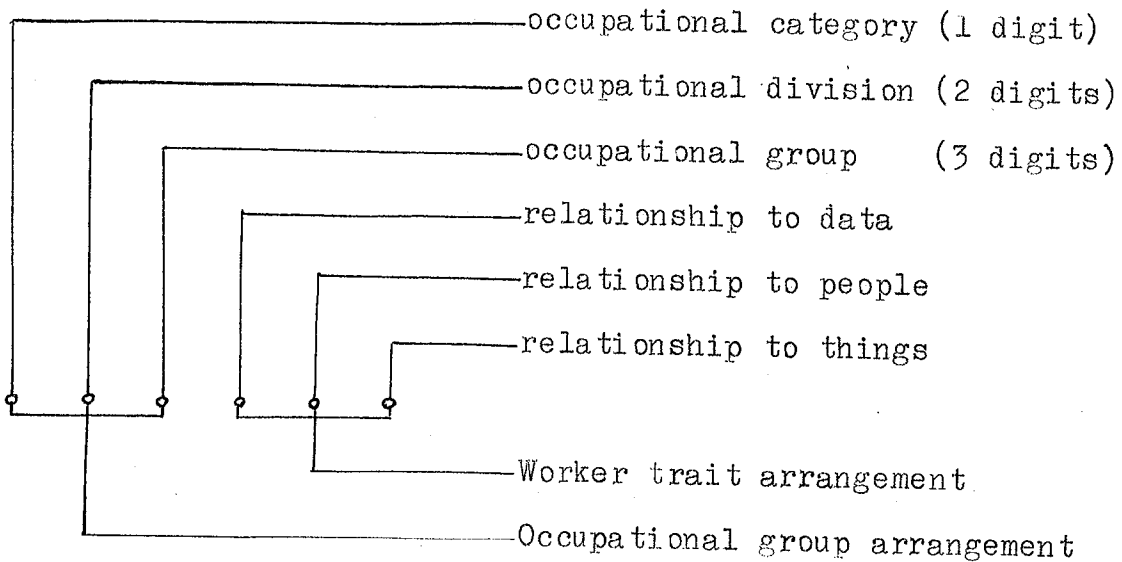 occupational category (1 digit)
occupational division (2 digits)
occupational group (3 digits)
relationship to data
relationship to people
relationship to things
Worker trait arrangement
Occupational group arrangement